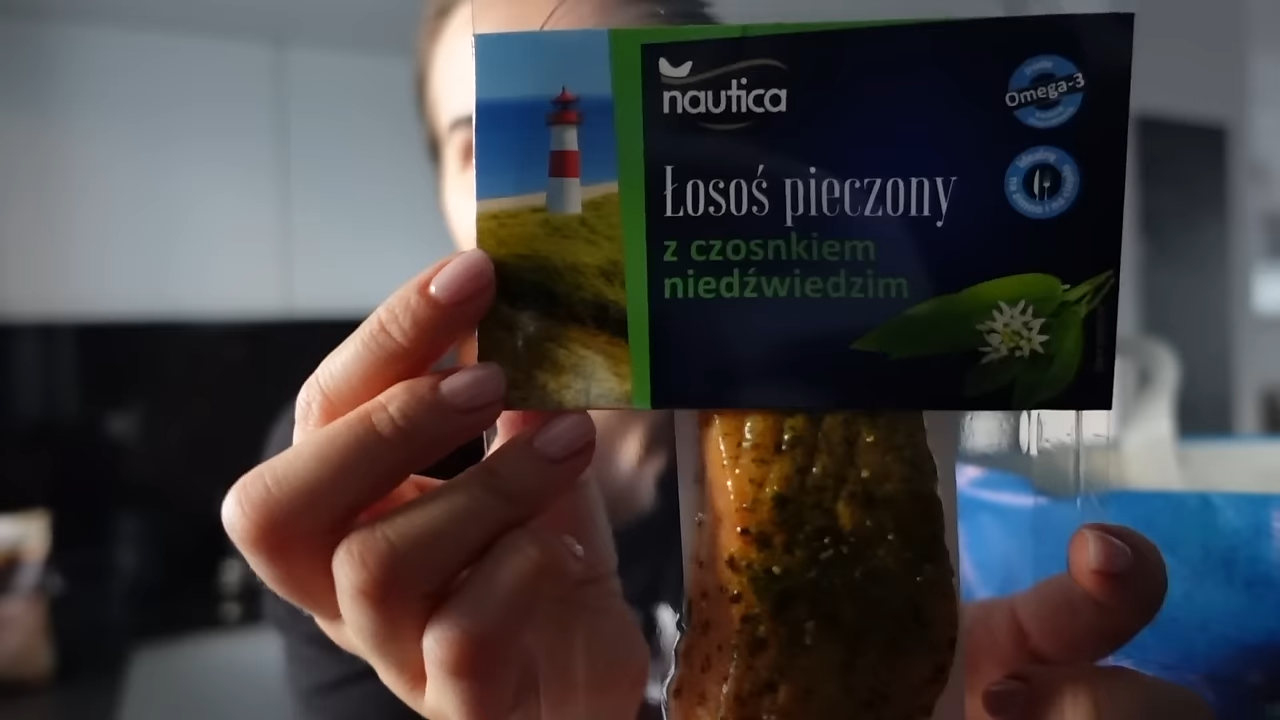 nautica
Omega-3
Łosoś pieczony
z czosnkiem
niedźwiedzim